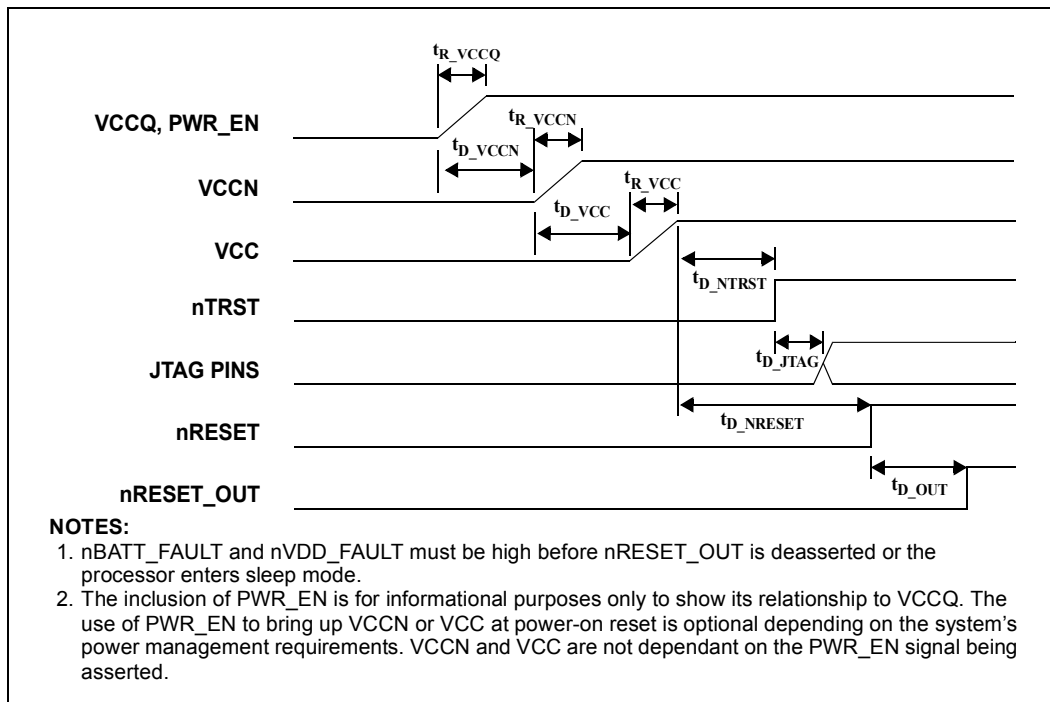 tR_VCCQ
VCCQ, PWR_EN
tR_VCCN
tD_VCCN
VCCN
tR_VCC
tD_VCC
VCC
tD_NTRST
nTRST
tD_JTAG
JTAG PINS
nRESET
tD_NRESET
tD_OUT
nRESET_OUT
NOTES:
1. nBATT_FAULT and nVDD_FAULT must be high before nRESET_OUT is deasserted or the
processor enters sleep mode.
2. The inclusion of PWR_EN is for informational purposes only to show its relationship to VCCQ. The
use of PWR_EN to bring up VCCN or VCC at power-on reset is optional depending on the system's
power management requirements. VCCN and VCC are not dependant on the PWR_EN signal being
asserted.